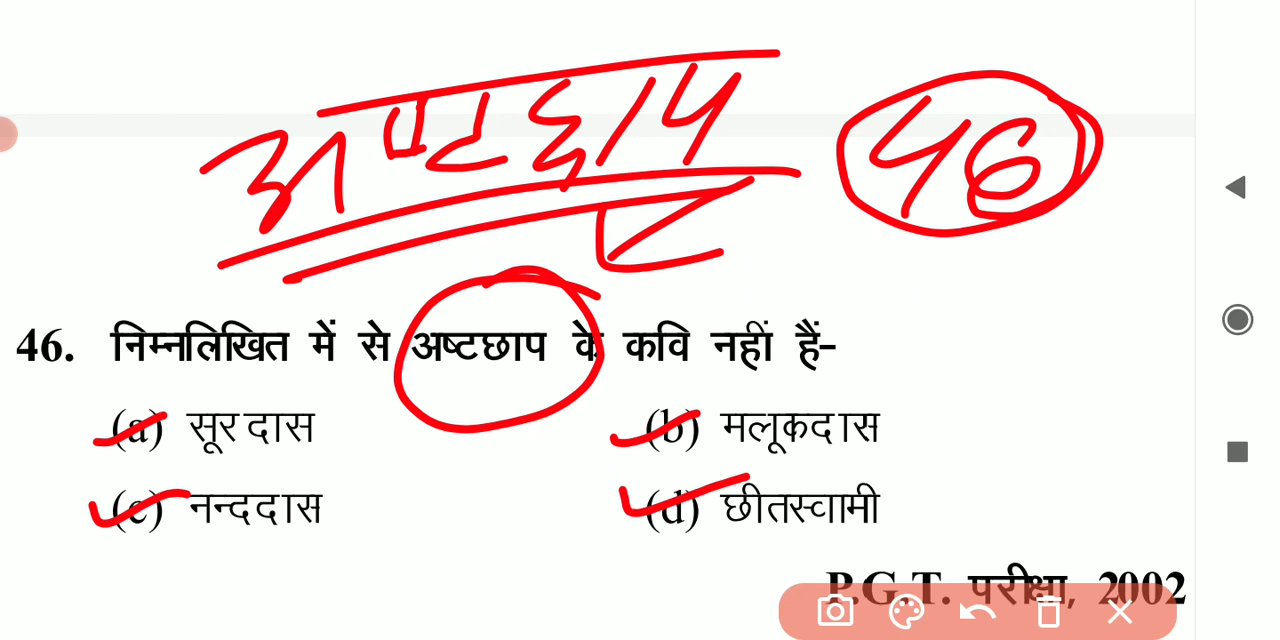 अष्टछाप 46
46. निम्नलिखित में से अष्टछाप के कवि नहीं हैं-
(a) सूरदास (b) मलूकदास
(c) नन्ददास (d) छीतस्वामी
P.G.T. परीक्षा, 2002